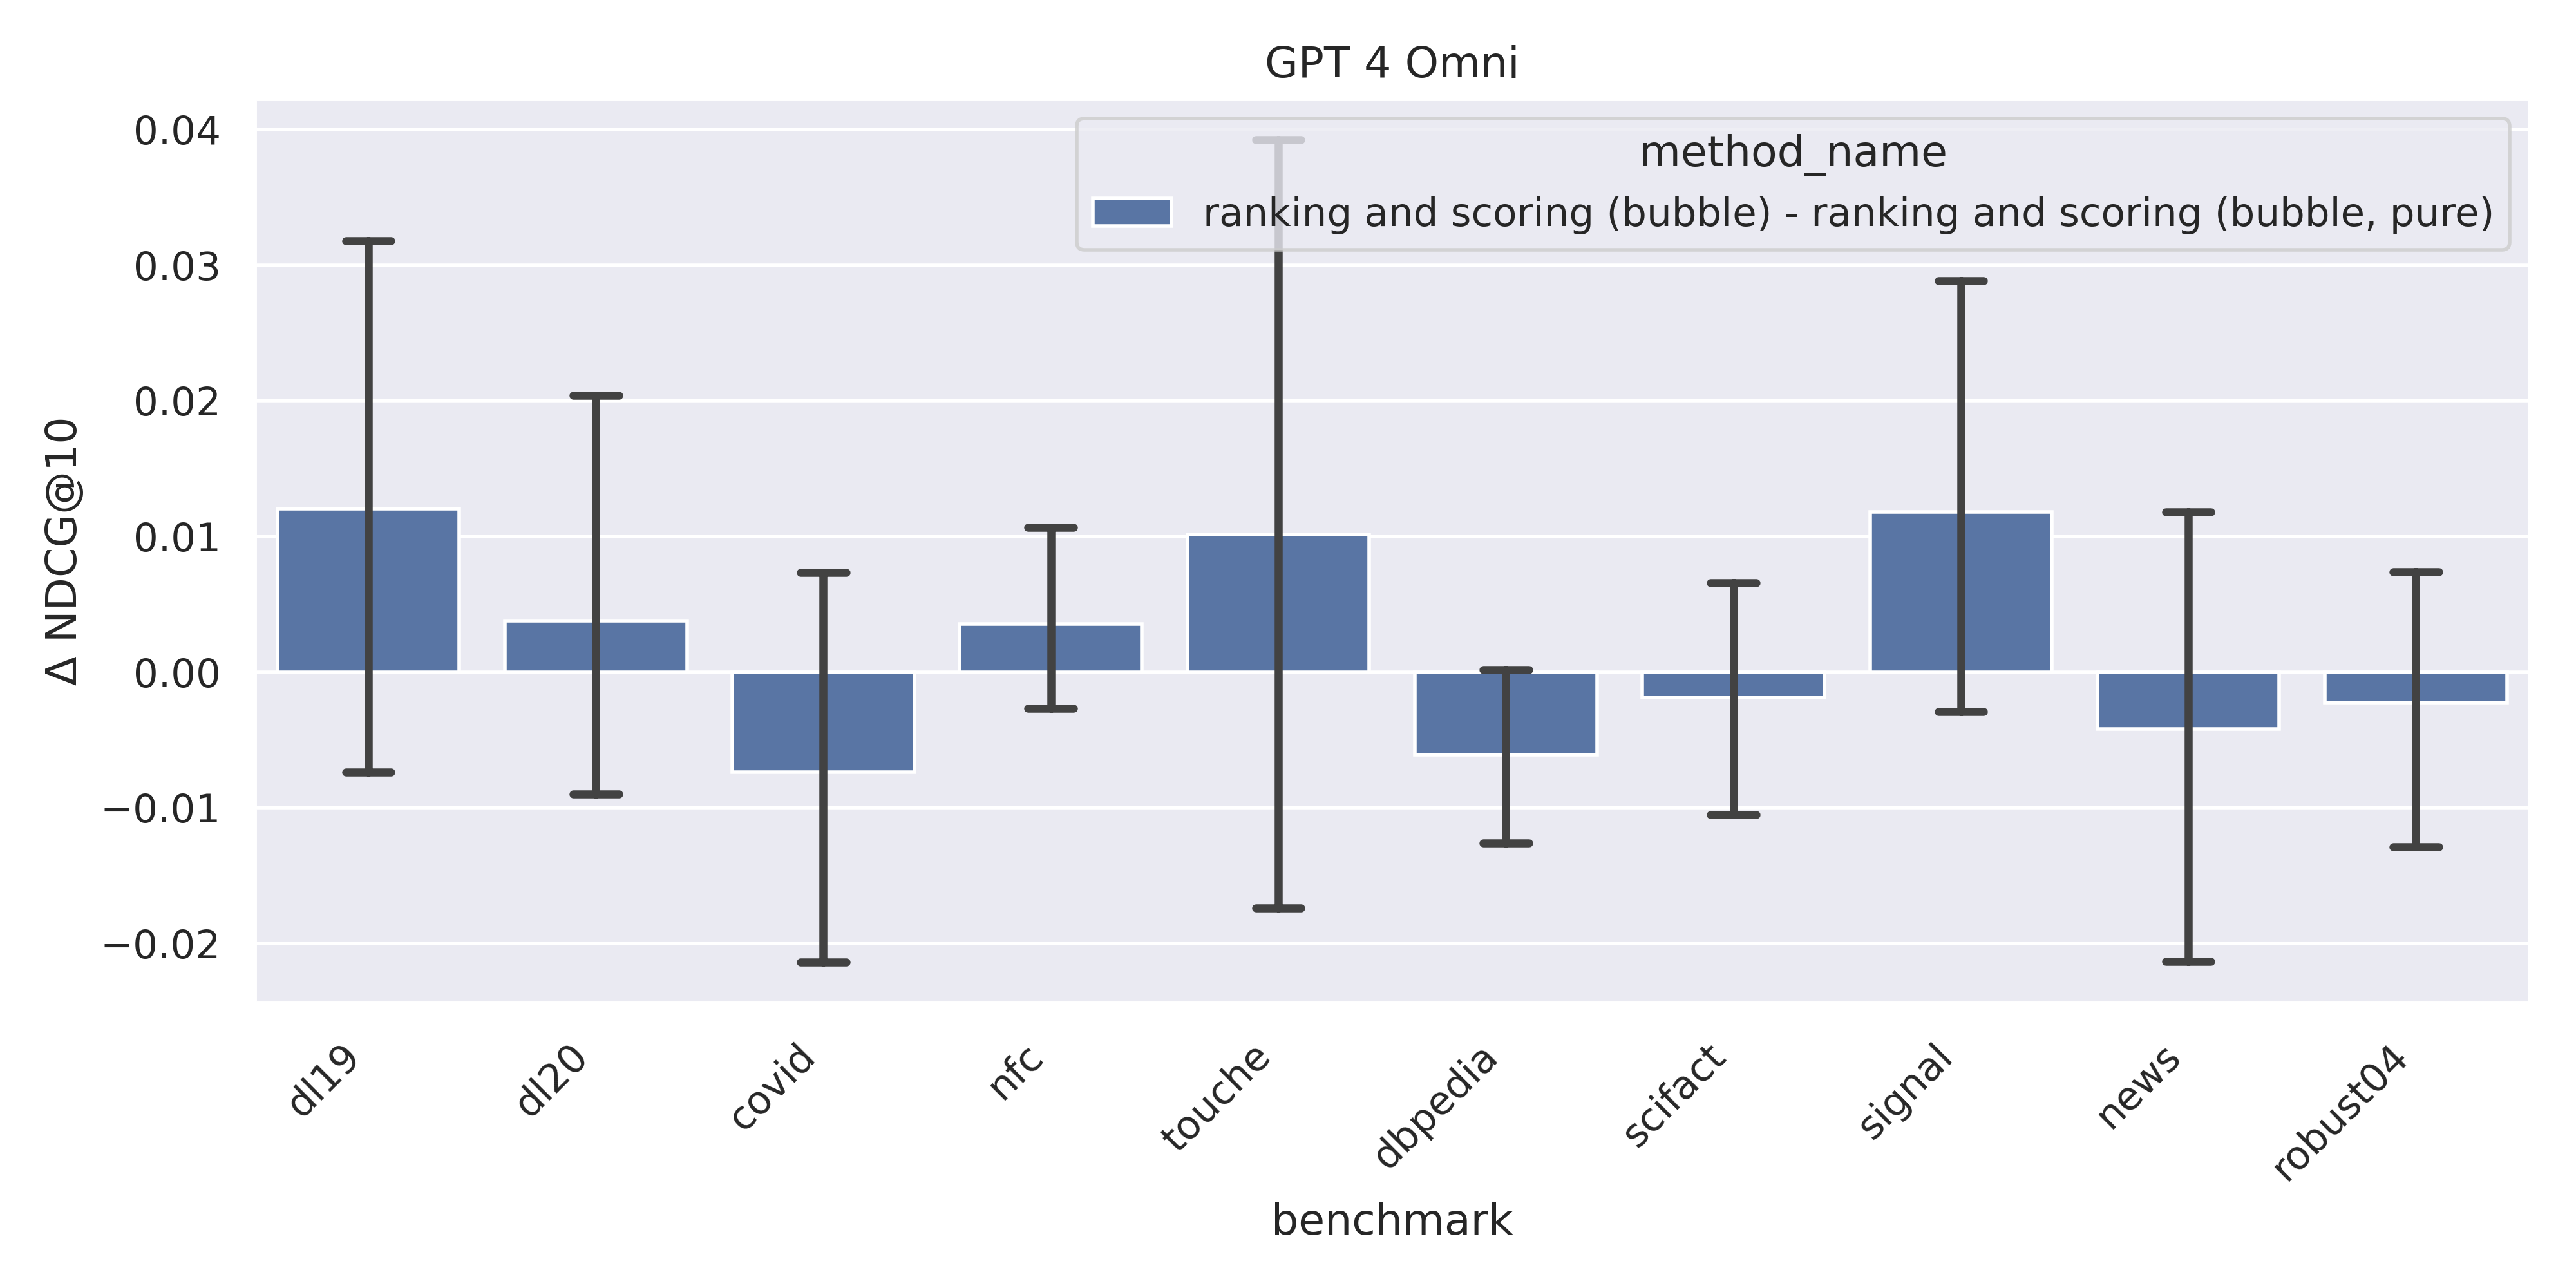 GPT 4 Omni
method_name
ranking and scoring (bubble) - ranking and scoring (bubble, pure)
Δ NDCG@10
0.04
0.03
0.02
0.01
0.00
−0.01
−0.02
dl19
dl20
covid
nfc
touche
dbpedia
scifact
signal
news
robust04
benchmark